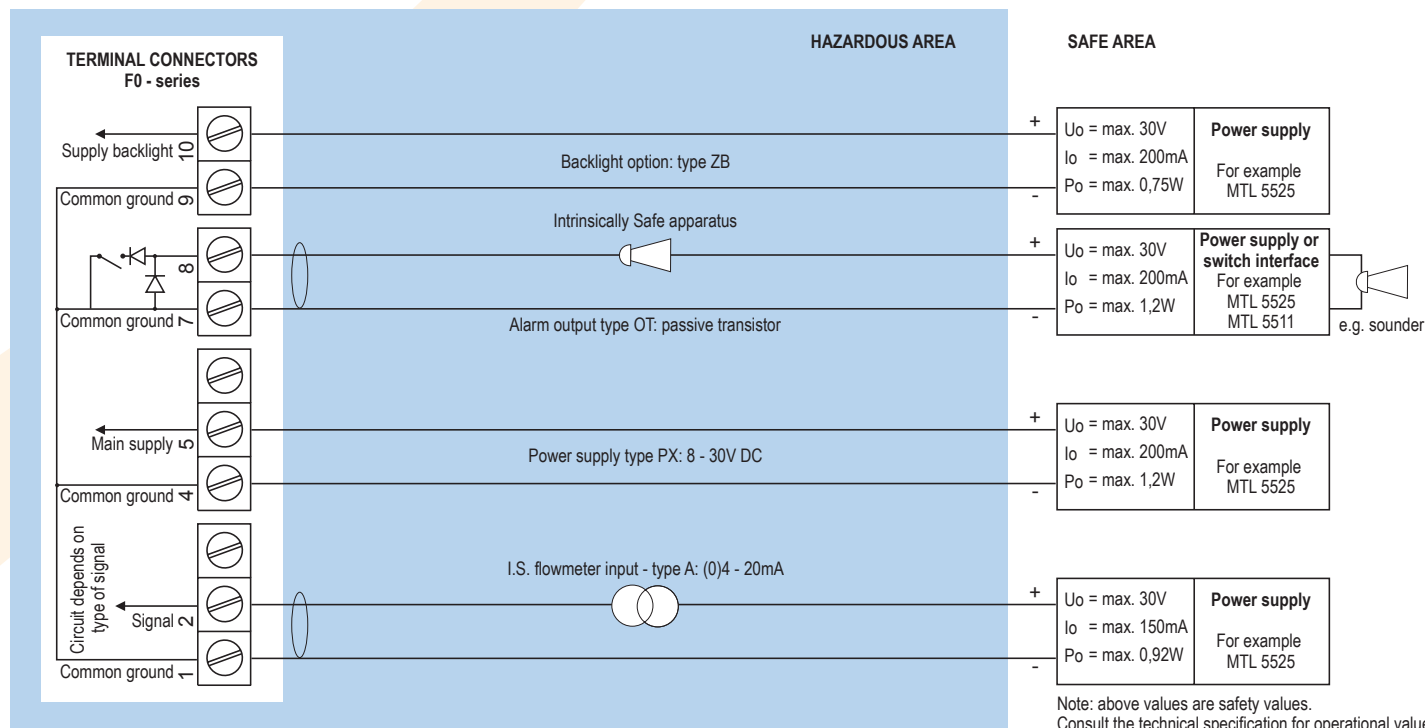 HAZARDOUS AREA
SAFE AREA
TERMINAL CONNECTORS
F0 - series
Supply backlight 10
Common ground 9
8
Common ground 7
Main supply 5
Common ground 4
Circuit depends on
type of signal
Signal 2
Common ground 1
Backlight option: type ZB
Intrinsically Safe apparatus
Alarm output type OT: passive transistor
Power supply type PX: 8 - 30V DC
I.S. flowmeter input - type A: (0)4 - 20mA
+
-
Uo = max. 30V
Io = max. 200mA
Po = max. 0,75W
Power supply
For example
MTL 5525
+
-
Uo = max. 30V
Io = max. 200mA
Po = max. 1,2W
Power supply or
switch interface
For example
MTL 5525
MTL 5511
e.g. sounder
+
-
Uo = max. 30V
Io = max. 200mA
Po = max. 1,2W
Power supply
For example
MTL 5525
+
-
Uo = max. 30V
Io = max. 150mA
Po = max. 0,92W
Power supply
For example
MTL 5525
Note: above values are safety values.
Consult the technical specification for operational value